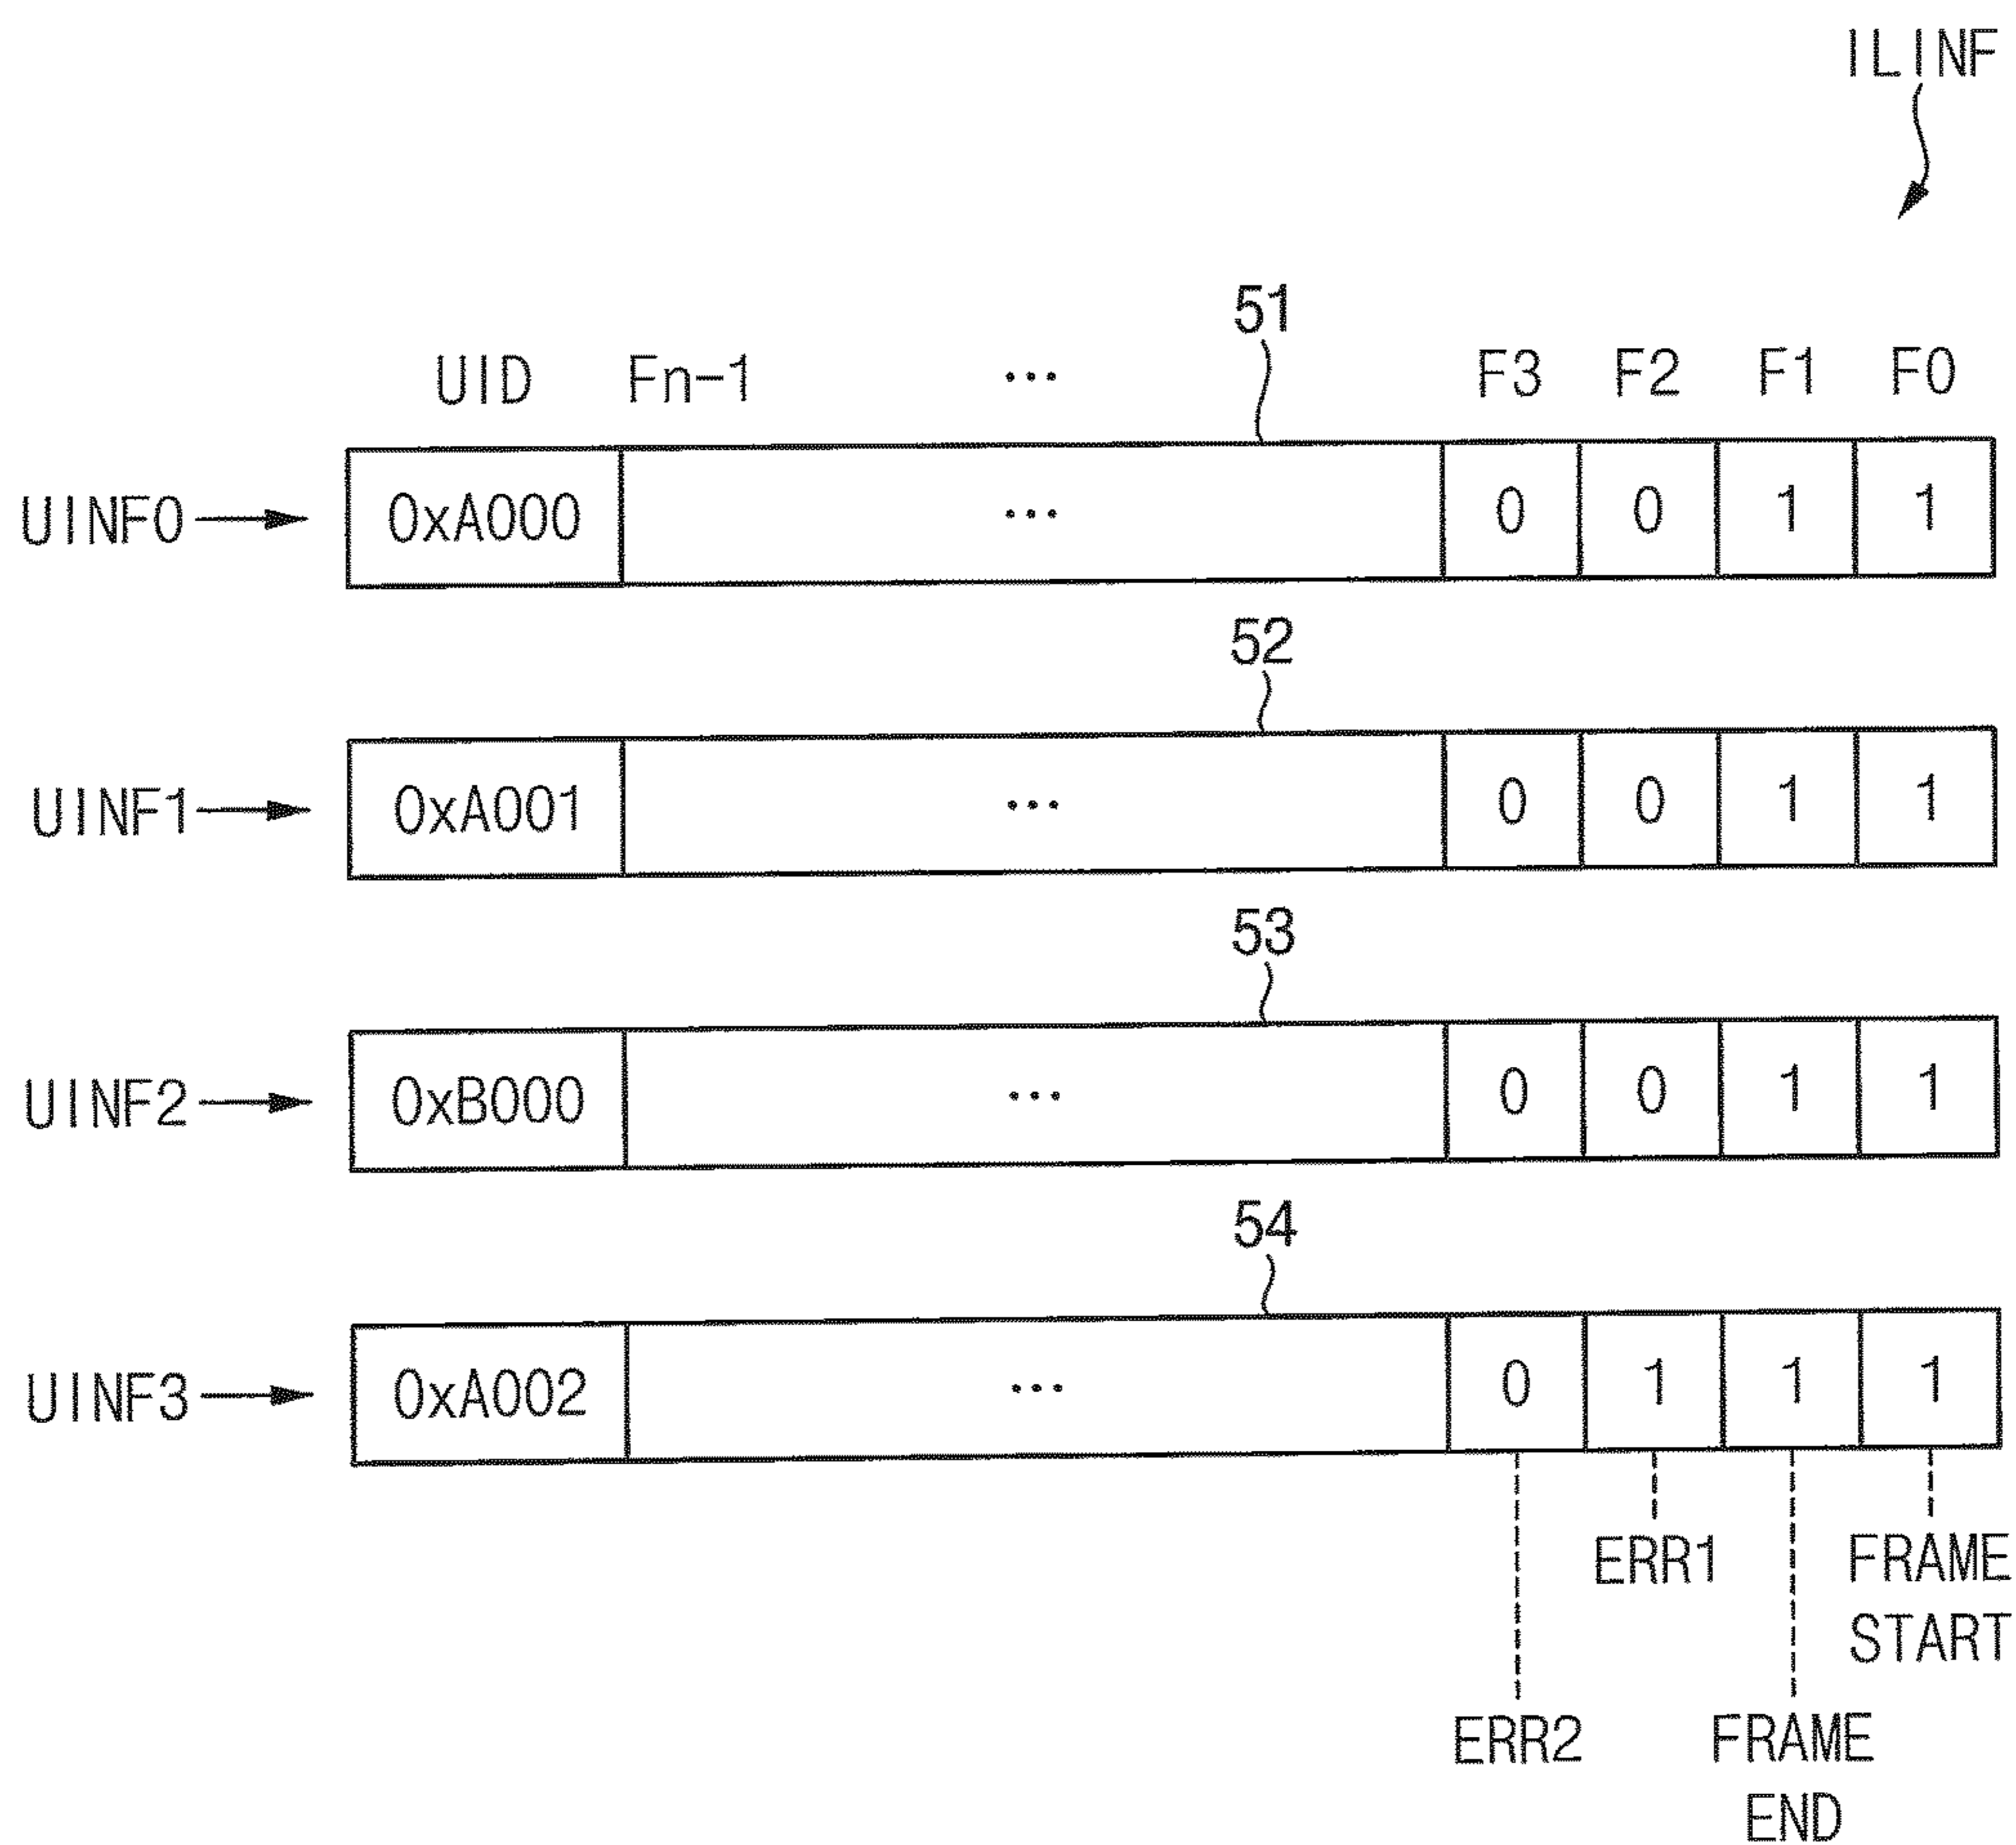 ILINF
51
UID Fn-1 ... F3 F2 F1 F0
UINF0 0xA000 ... 0 0 1 1
52
UINF1 0xA001 ... 0 0 1 1
53
UINF2 0xB000 ... 0 0 1 1
54
UINF3 0xA002 ... 0 1 1 1
ERR1 FRAME
START
ERR2 FRAME
END